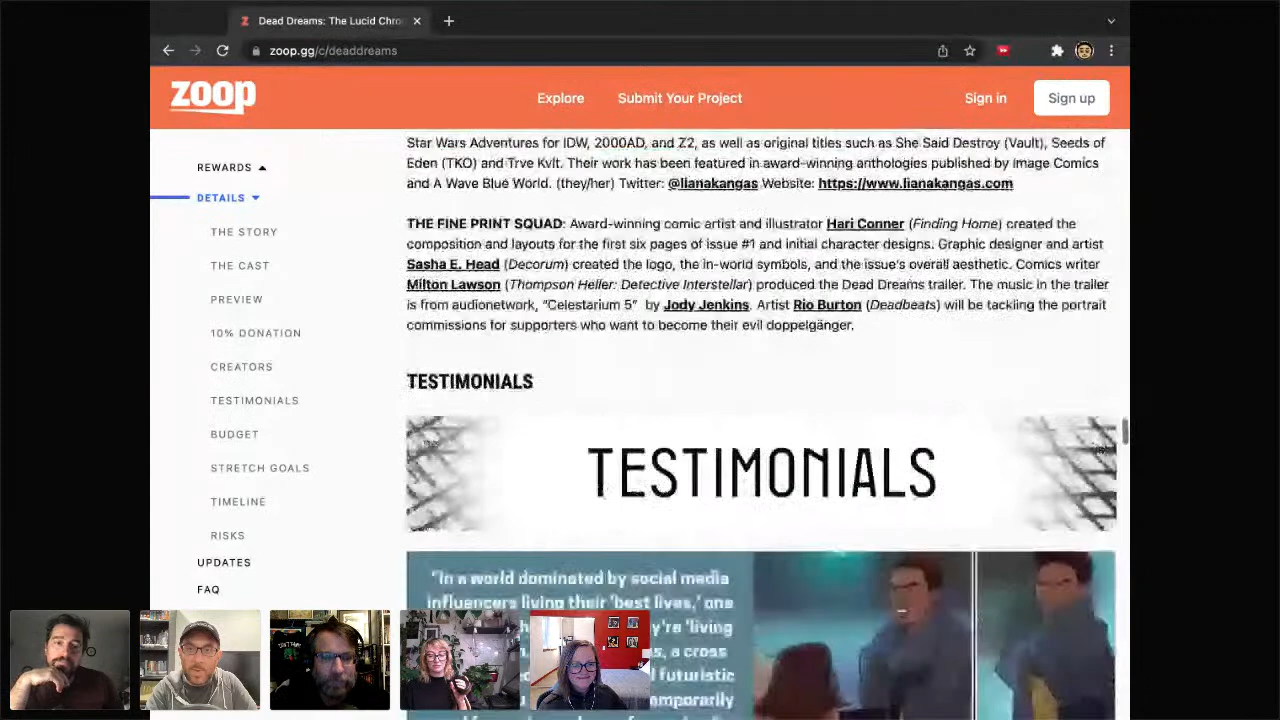 Dead Dreams: The Lucid Chro
zoop.gg/c/deaddreams
zoop
Explore
Submit Your Project
Sign in
Sign up
REWARDS
DETAILS
THE STORY
THE CAST
PREVIEW
10% DONATION
CREATORS
TESTIMONIALS
BUDGET
STRETCH GOALS
TIMELINE
RISKS
UPDATES
FAQ
Star Wars Adventures for IDW, 2000AD, and Z2, as well as original titles such as She Said Destroy (Vault), Seeds of
Eden (TKO) and Trve Kvlt. Their work has been featured in award-winning anthologies published by Image Comics
and A Wave Blue World. (they/her) Twitter: @lianakangas Website: https://www.lianakangas.com
THE FINE PRINT SQUAD: Award-winning comic artist and illustrator Hari Conner (Finding Home) created the
composition and layouts for the first six pages of issue #1 and initial character designs. Graphic designer and artist
Sasha E. Head (Decorum) created the logo, the in-world symbols, and the issue's overall aesthetic. Comics writer
Milton Lawson (Thompson Heller: Detective Interstellar) produced the Dead Dreams trailer. The music in the trailer
is from audionetwork, "Celestarium 5" by Jody Jenkins. Artist Rio Burton (Deadbeats) will be tackling the portrait
commissions for supporters who want to become their evil doppelgänger.
TESTIMONIALS
TESTIMONIALS
"In a world dominated by social media
influencers living their 'best lives,' one
'living
a cross
futuristic